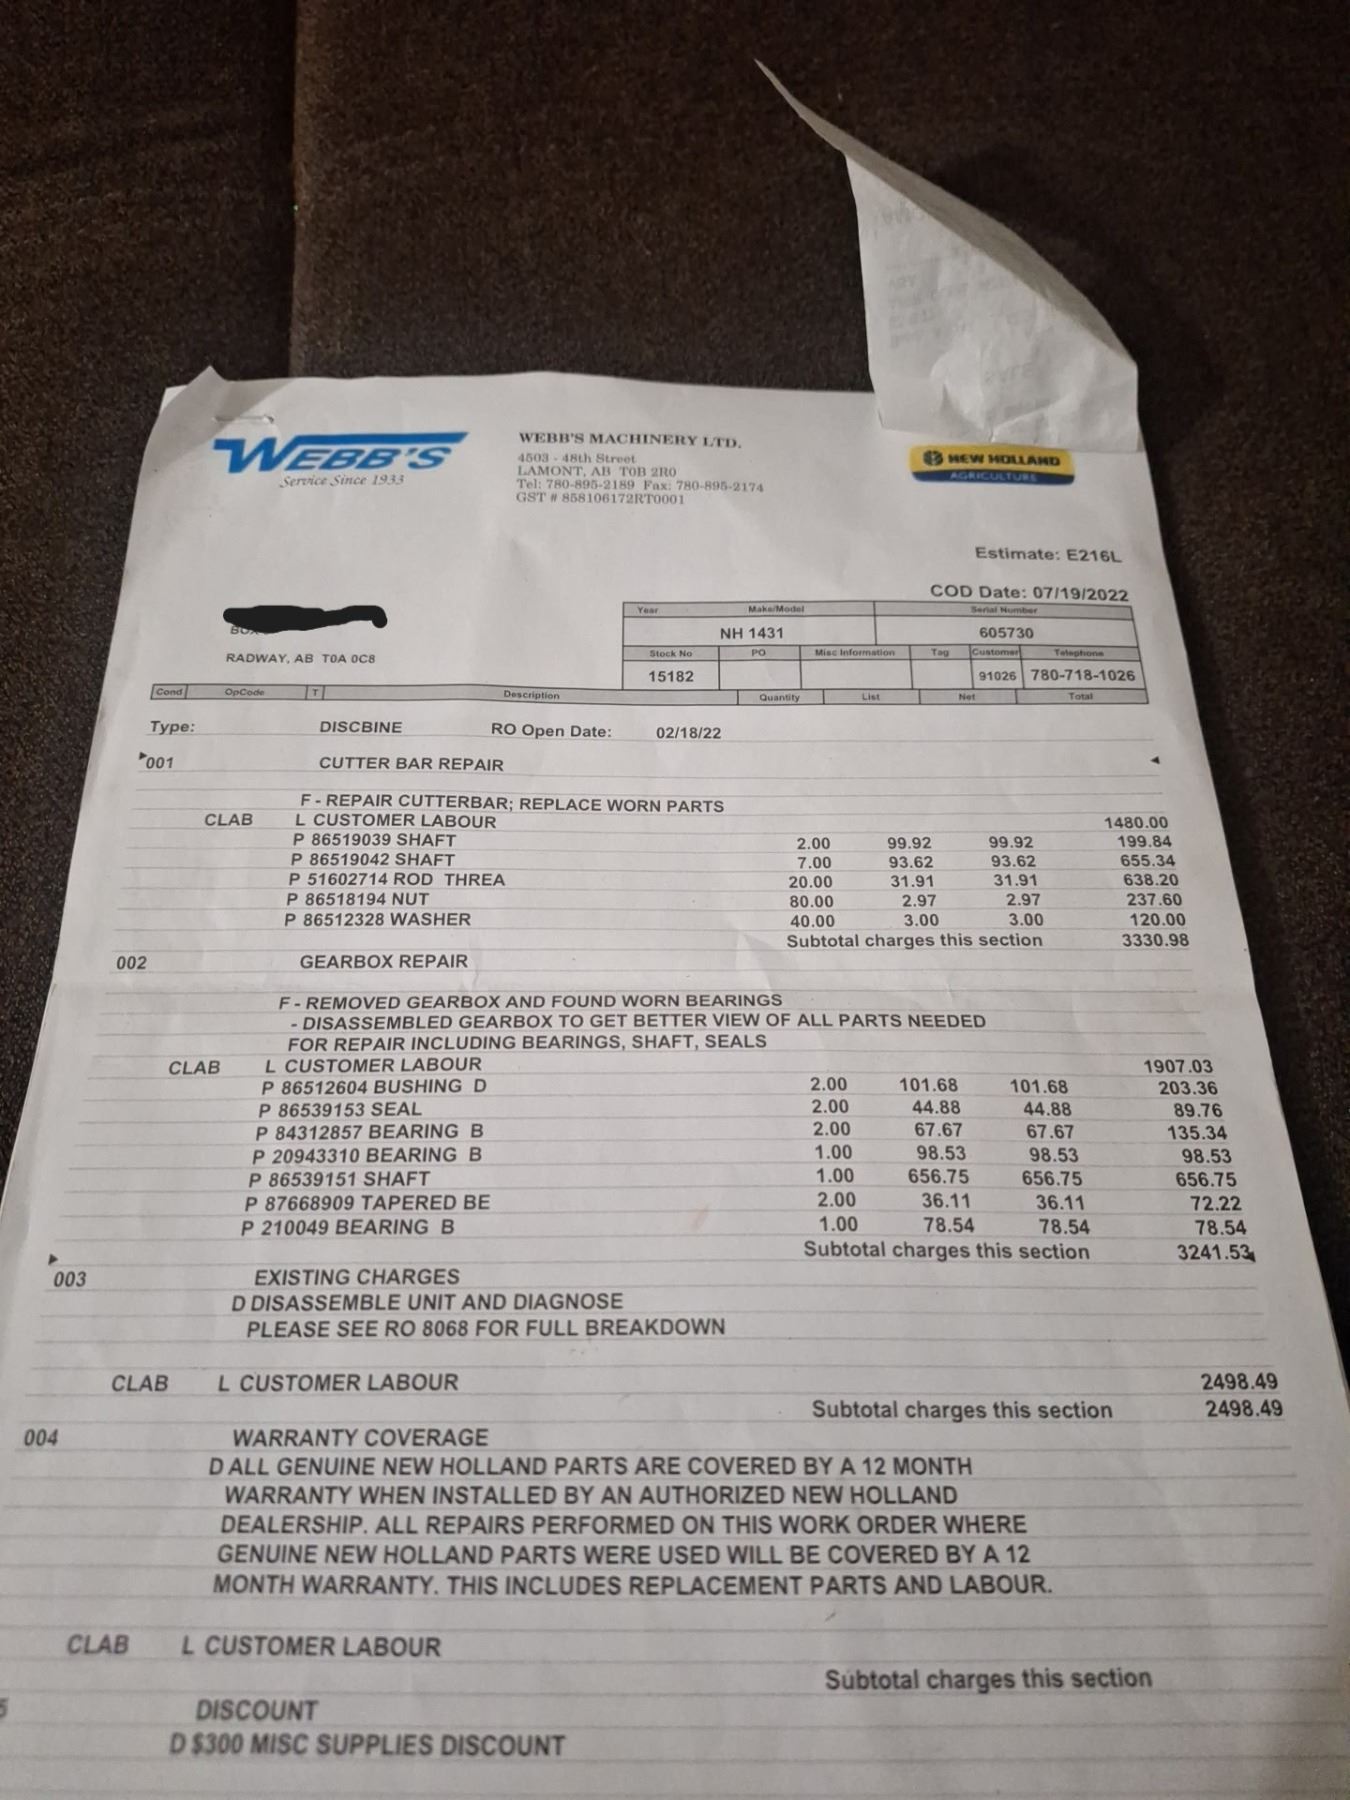 WEBB'S
Service Since 1933
WEBB'S MACHINERY LTD.
4503 - 48th Street
LAMONT, AB T0B 2R0
Tel: 780-895-2189 Fax: 780-895-2174
GST # 858106172RT0001
NEW HOLLAND
AGRICULTURE
Estimate: E216L
COD Date: 07/19/2022
RADWAY, AB T0A 0C8
Year Make/Model Serial Number
NH 1431 605730
Stock No PO Misc Information Tag Customer Telephone
15182 91026 780-718-1026
Cond OpCode T Description Quantity List Net Total
Type: DISCBINE RO Open Date: 02/18/22
001 CUTTER BAR REPAIR
F - REPAIR CUTTERBAR; REPLACE WORN PARTS
CLAB L CUSTOMER LABOUR 1480.00
P 86519039 SHAFT 2.00 99.92 99.92 199.84
P 86519042 SHAFT 7.00 93.62 93.62 655.34
P 51602714 ROD THREA 20.00 31.91 31.91 638.20
P 86518194 NUT 80.00 2.97 2.97 237.60
P 86512328 WASHER 40.00 3.00 3.00 120.00
Subtotal charges this section 3330.98
002 GEARBOX REPAIR
F - REMOVED GEARBOX AND FOUND WORN BEARINGS
- DISASSEMBLED GEARBOX TO GET BETTER VIEW OF ALL PARTS NEEDED
FOR REPAIR INCLUDING BEARINGS, SHAFT, SEALS
CLAB L CUSTOMER LABOUR 1907.03
P 86512604 BUSHING D 2.00 101.68 101.68 203.36
P 86539153 SEAL 2.00 44.88 44.88 89.76
P 84312857 BEARING B 2.00 67.67 67.67 135.34
P 20943310 BEARING B 1.00 98.53 98.53 98.53
P 86539151 SHAFT 1.00 656.75 656.75 656.75
P 87668909 TAPERED BE 2.00 36.11 36.11 72.22
P 210049 BEARING B 1.00 78.54 78.54 78.54
Subtotal charges this section 3241.53
003 EXISTING CHARGES
D DISASSEMBLE UNIT AND DIAGNOSE
PLEASE SEE RO 8068 FOR FULL BREAKDOWN
CLAB L CUSTOMER LABOUR 2498.49
Subtotal charges this section 2498.49
004 WARRANTY COVERAGE
D ALL GENUINE NEW HOLLAND PARTS ARE COVERED BY A 12 MONTH
WARRANTY WHEN INSTALLED BY AN AUTHORIZED NEW HOLLAND
DEALERSHIP. ALL REPAIRS PERFORMED ON THIS WORK ORDER WHERE
GENUINE NEW HOLLAND PARTS WERE USED WILL BE COVERED BY A 12
MONTH WARRANTY. THIS INCLUDES REPLACEMENT PARTS AND LABOUR.
CLAB L CUSTOMER LABOUR
Subtotal charges this section
5 DISCOUNT
D $300 MISC SUPPLIES DISCOUNT